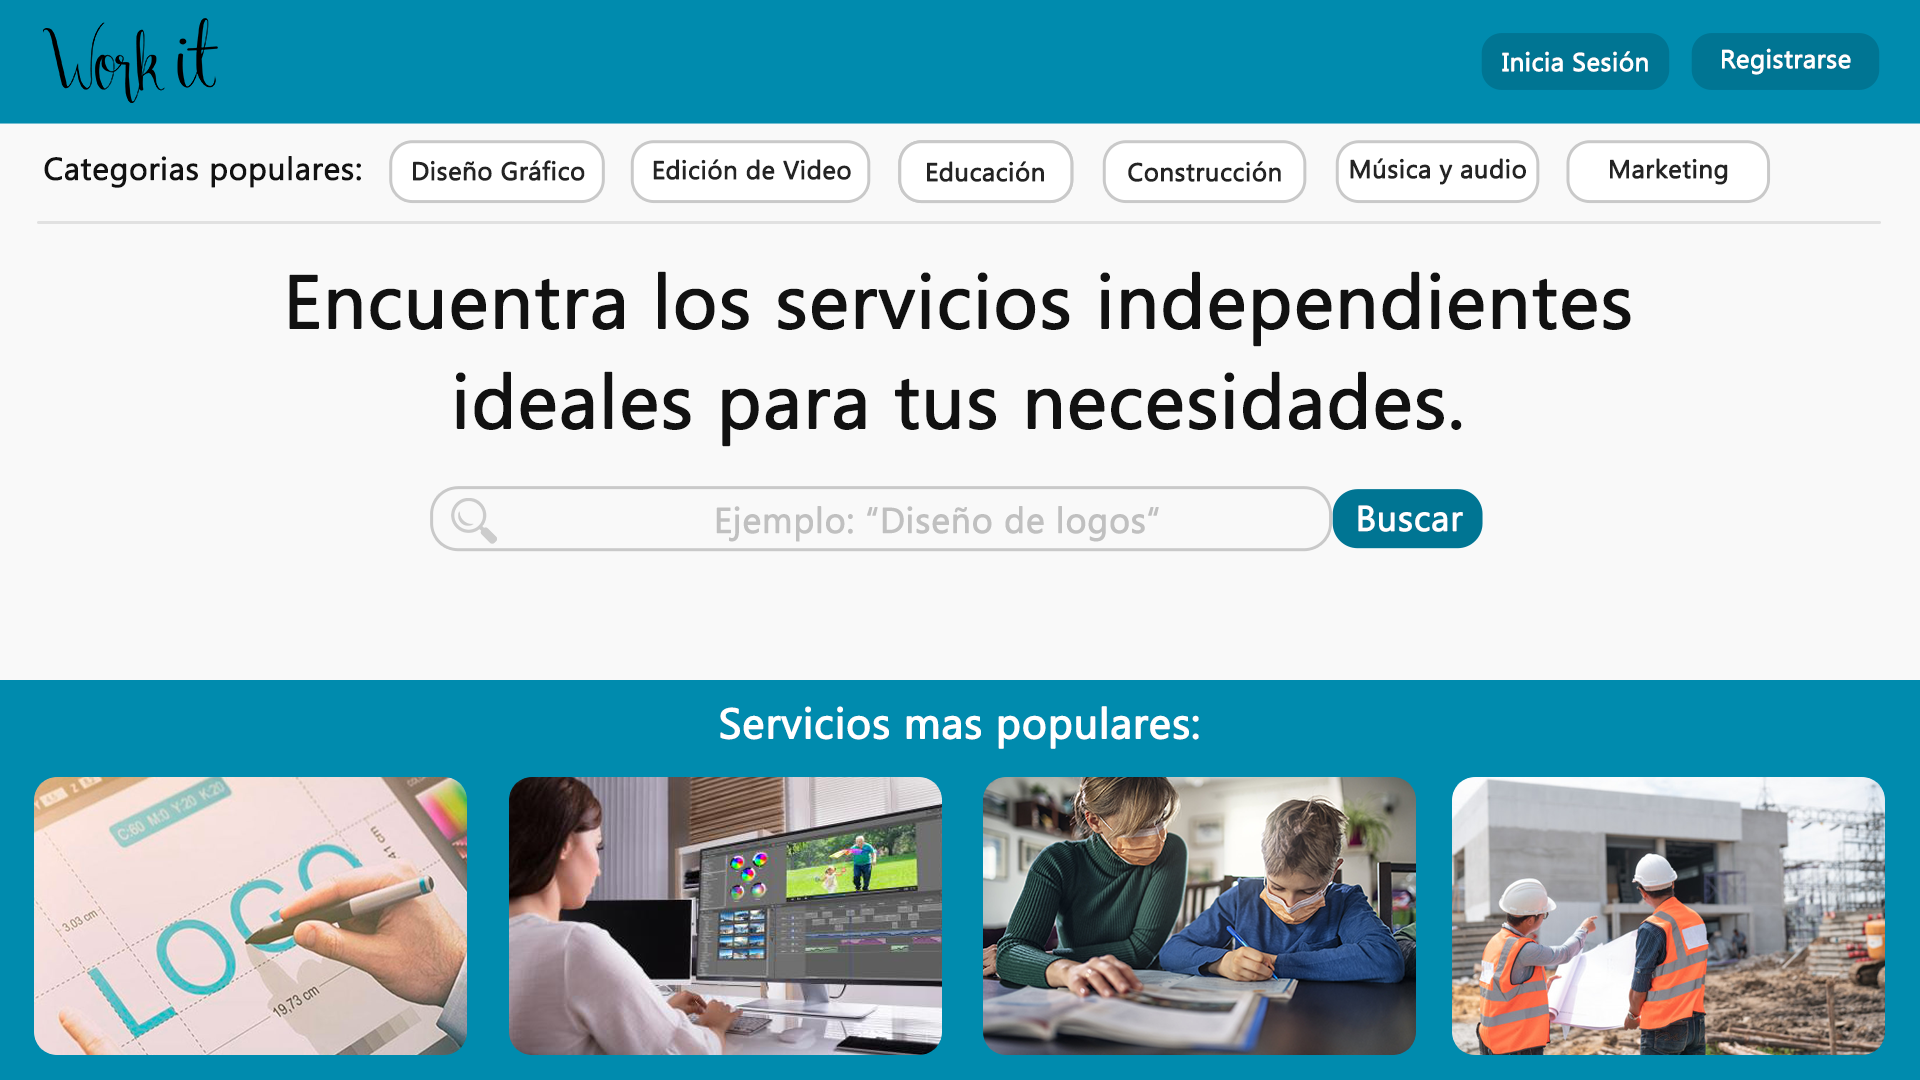 Work it
Inicia Sesión
Registrarse
Categorias populares:
Diseño Gráfico
Edición de Video
Educación
Construcción
Música y audio
Marketing
Encuentra los servicios independientes
ideales para tus necesidades.
Ejemplo: “Diseño de logos“
Buscar
Servicios mas populares:
C:60 M:0 Y:20 K:20
41 cm
3,03 cm
LOGO
19,73 cm